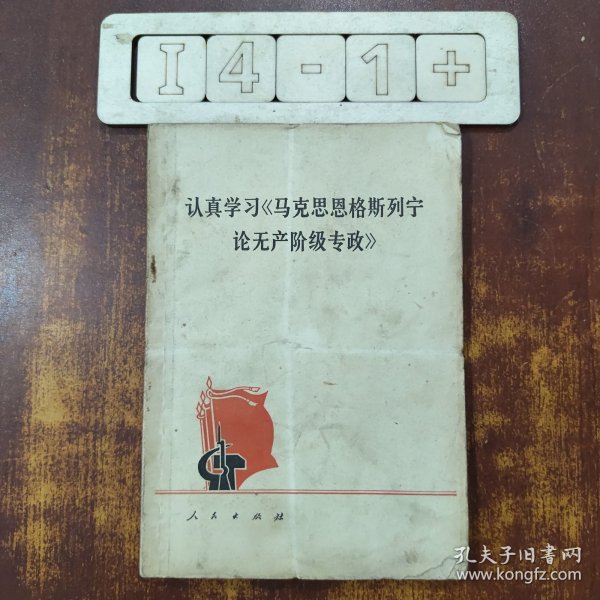 I4-1+
认真学习《马克思恩格斯列宁
论无产阶级专政》
人民出版社
孔夫子旧书网
www.kongfz.com